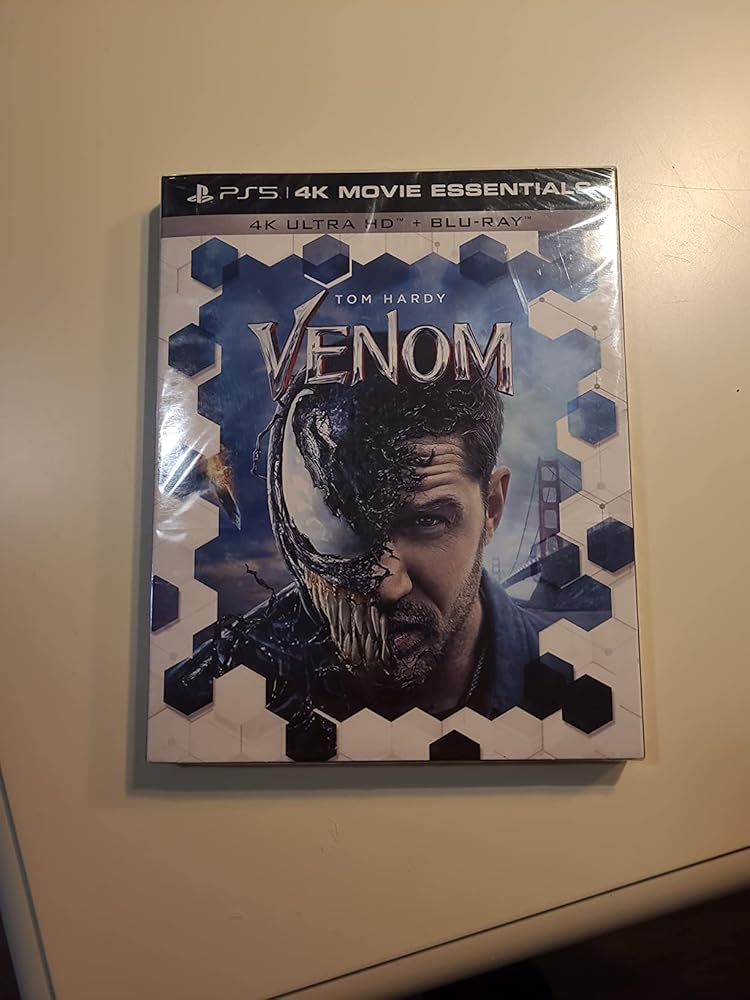 PS5 | 4K MOVIE ESSENTIALS
4K ULTRA HD™ + BLU-RAY™
TOM HARDY
VENOM